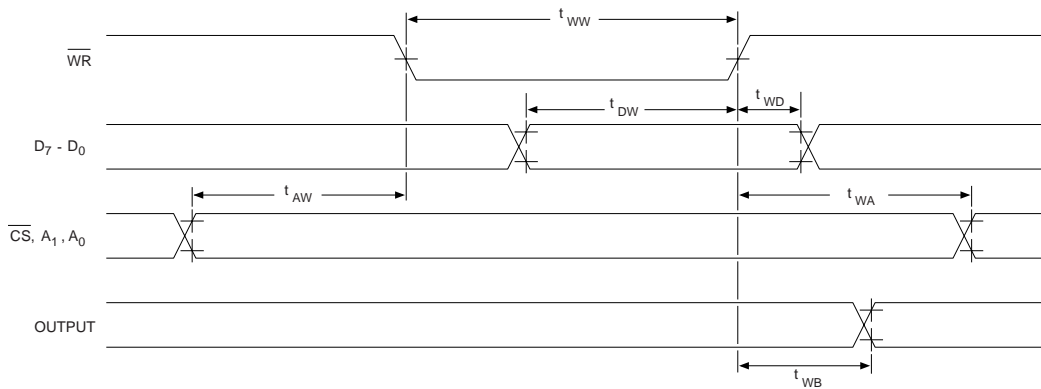 t WW
WR
t WD
t DW
D7 - D0
t AW
t WA
CS, A1 , A0
OUTPUT
t WB